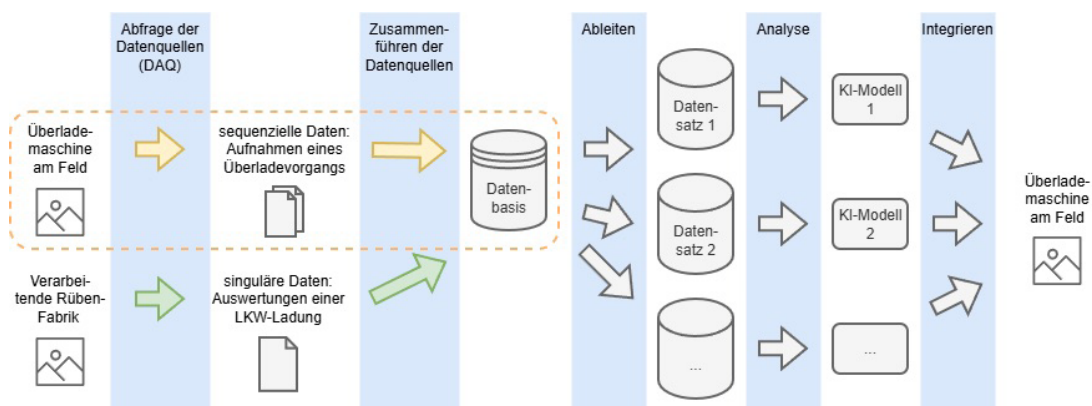 Abfrage der
Datenquellen
(DAQ)
Zusammen-
führen der
Datenquellen
Ableiten
Analyse
Integrieren
Überlade-
maschine
am Feld
sequenzielle Daten:
Aufnahmen eines
Überladevorgangs
Daten-
basis
Verarbei-
tende Rüben-
Fabrik
singuläre Daten:
Auswertungen einer
LKW-Ladung
Daten-
satz 1
Daten-
satz 2
...
KI-Modell
1
KI-Modell
2
...
Überlade-
maschine
am Feld